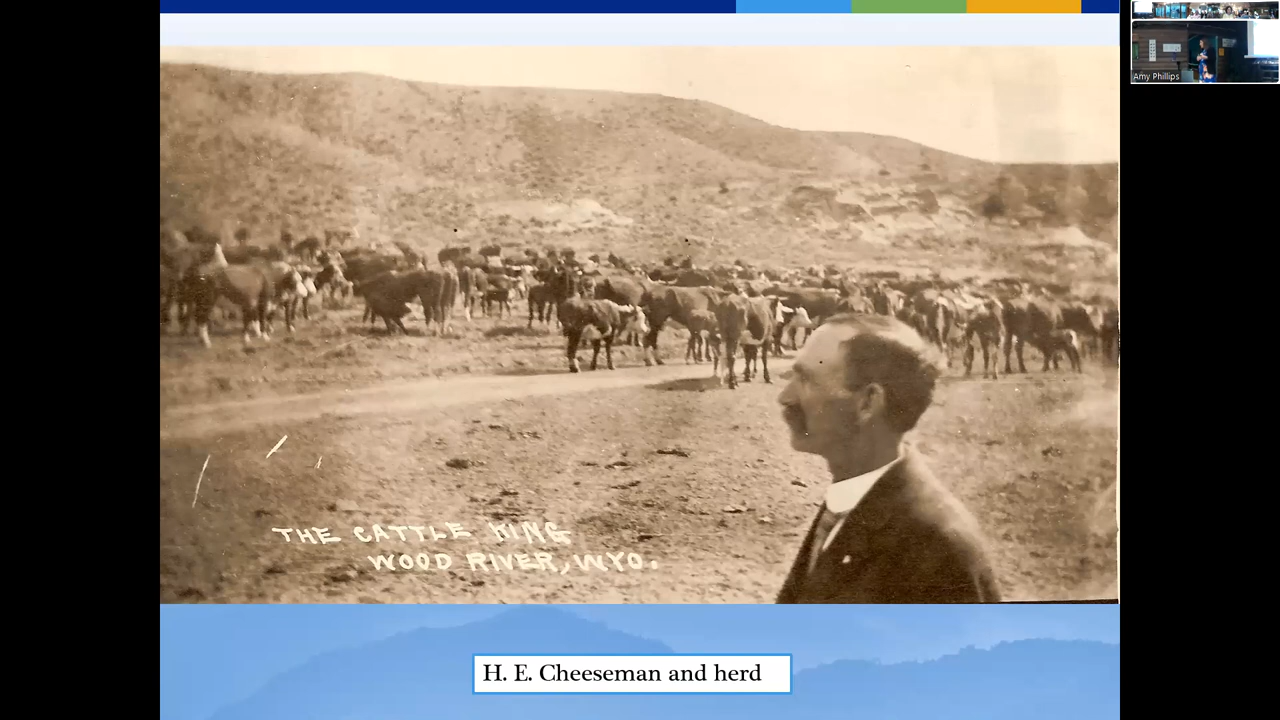 Amy Phillips
THE CATTLE KING
WOOD RIVER, WYO.
H. E. Cheeseman and herd